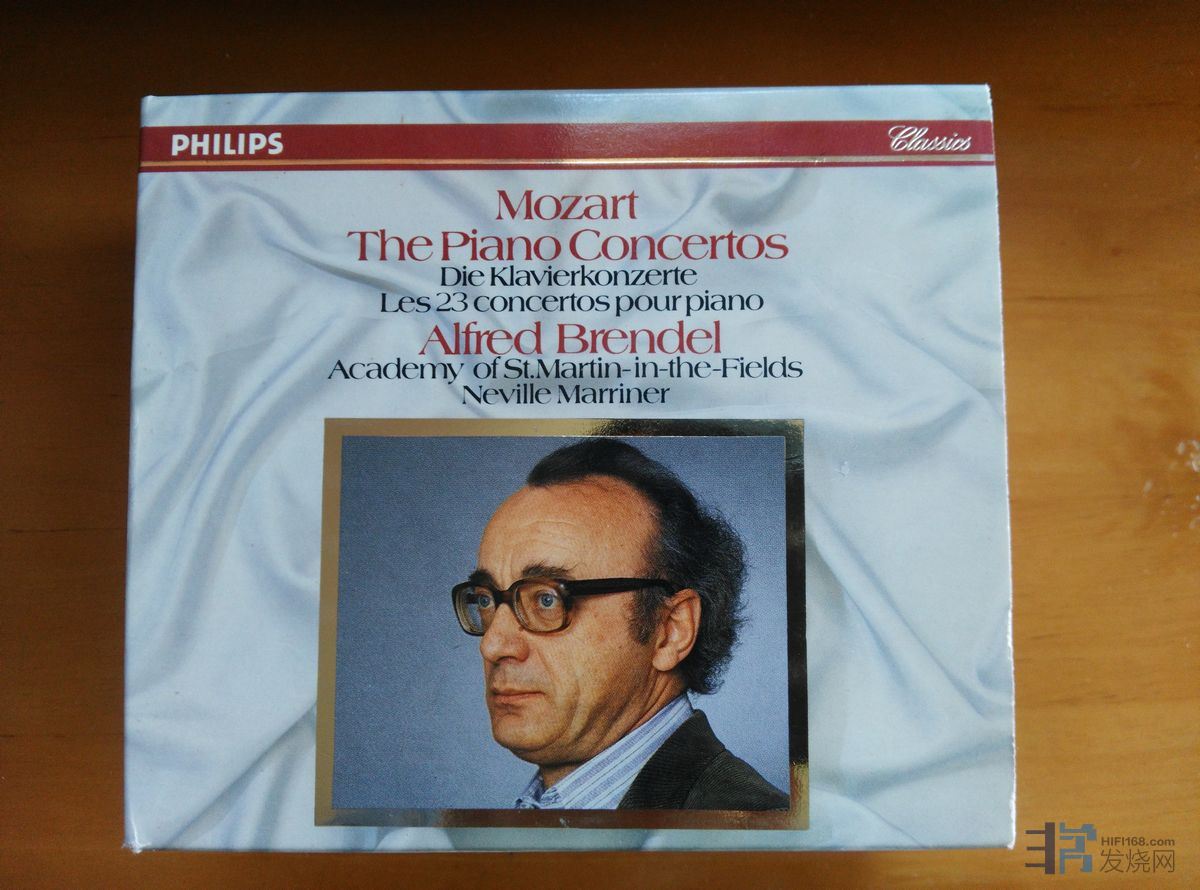 PHILIPS
Classics
Mozart
The Piano Concertos
Die Klavierkonzerte
Les 23 concertos pour piano
Alfred Brendel
Academy of St.Martin-in-the-Fields
Neville Marriner
HIFI168.com
发烧网